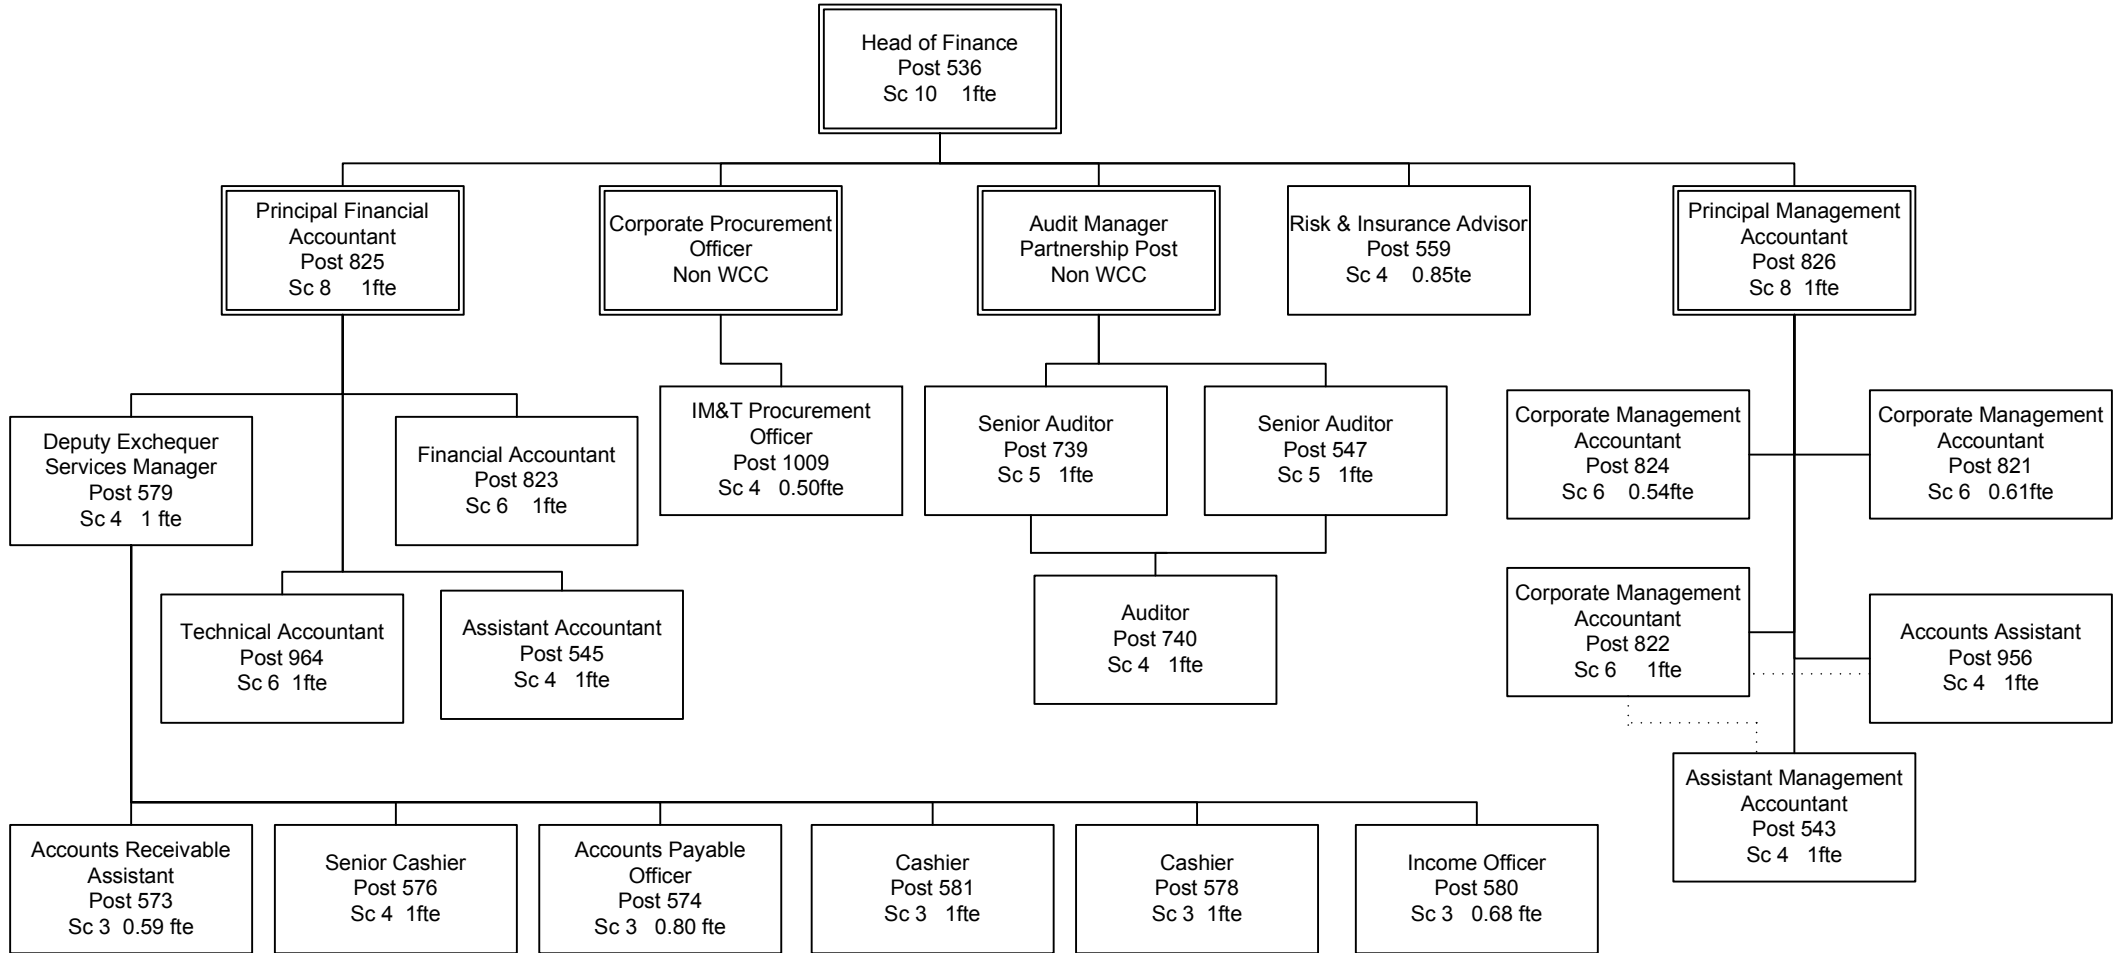 Head of Finance
Post 536
Sc 10 1fte
Principal Financial
Accountant
Post 825
Sc 8 1fte
Corporate Procurement
Officer
Non WCC
Audit Manager
Partnership Post
Non WCC
Risk & Insurance Advisor
Post 559
Sc 4 0.85te
Principal Management
Accountant
Post 826
Sc 8 1fte
Deputy Exchequer
Services Manager
Post 579
Sc 4 1 fte
Financial Accountant
Post 823
Sc 6 1fte
IM&T Procurement
Officer
Post 1009
Sc 4 0.50fte
Senior Auditor
Post 739
Sc 5 1fte
Senior Auditor
Post 547
Sc 5 1fte
Corporate Management
Accountant
Post 824
Sc 6 0.54fte
Corporate Management
Accountant
Post 821
Sc 6 0.61fte
Technical Accountant
Post 964
Sc 6 1fte
Assistant Accountant
Post 545
Sc 4 1fte
Auditor
Post 740
Sc 4 1fte
Corporate Management
Accountant
Post 822
Sc 6 1fte
Accounts Assistant
Post 956
Sc 4 1fte
Assistant Management
Accountant
Post 543
Sc 4 1fte
Accounts Receivable
Assistant
Post 573
Sc 3 0.59 fte
Senior Cashier
Post 576
Sc 4 1fte
Accounts Payable
Officer
Post 574
Sc 3 0.80 fte
Cashier
Post 581
Sc 3 1fte
Cashier
Post 578
Sc 3 1fte
Income Officer
Post 580
Sc 3 0.68 fte